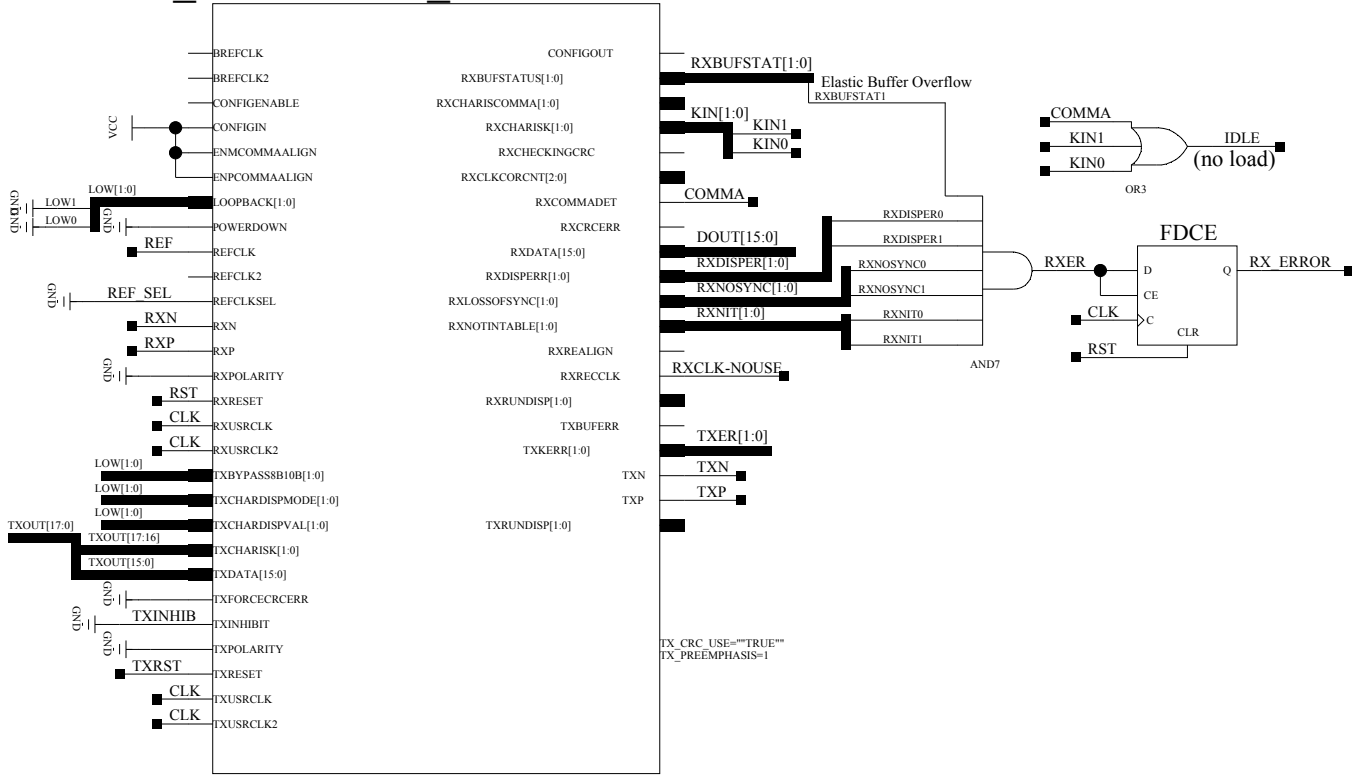 BREFCLK
BREFCLK2
CONFIGENABLE
VCC
CONFIGIN
ENMCOMMAALIGN
ENPCOMMAALIGN
LOW[1:0]
GND
LOW1
LOOPBACK[1:0]
GND
LOW0
GND
POWERDOWN
REF
REFCLK
REFCLK2
GND
REF_SEL
REFCLKSEL
RXN
RXN
RXP
RXP
GND
RXPOLARITY
RST
RXRESET
CLK
RXUSRCLK
CLK
RXUSRCLK2
LOW[1:0]
TXBYPASS8B10B[1:0]
LOW[1:0]
TXCHARDISPMODE[1:0]
LOW[1:0]
TXCHARDISPVAL[1:0]
TXOUT[17:0]
TXOUT[17:16]
TXCHARISK[1:0]
TXOUT[15:0]
TXDATA[15:0]
GND
TXFORCECRCERR
GND
TXINHIB
TXINHIBIT
GND
TXPOLARITY
TXRST
TXRESET
CLK
TXUSRCLK
CLK
TXUSRCLK2
CONFIGOUT
RXBUFSTATUS[1:0]
RXBUFSTAT[1:0]
Elastic Buffer Overflow
RXBUFSTAT1
RXCHARISCOMMA[1:0]
RXCHARISK[1:0]
KIN[1:0]
KIN1
KIN0
RXCHECKINGCRC
RXCLKCORCNT[2:0]
RXCOMMADET
COMMA
RXCRCERR
RXDATA[15:0]
DOUT[15:0]
RXDISPERR[1:0]
RXDISPER[1:0]
RXLOSSOFSYNC[1:0]
RXNOSYNC[1:0]
RXNOTINTABLE[1:0]
RXNIT[1:0]
RXREALIGN
RXRECCLK
RXCLK-NOUSE
RXRUNDISP[1:0]
TXBUFERR
TXKERR[1:0]
TXER[1:0]
TXN
TXN
TXP
TXP
TXRUNDISP[1:0]
TX_CRC_USE=""TRUE""
TX_PREEMPHASIS=1
RXDISPER0
RXDISPER1
RXNOSYNC0
RXNOSYNC1
RXNIT0
RXNIT1
AND7
RXER
COMMA
KIN1
KIN0
OR3
IDLE
(no load)
FDCE
D
Q
CE
C
CLR
CLK
RST
RX_ERROR